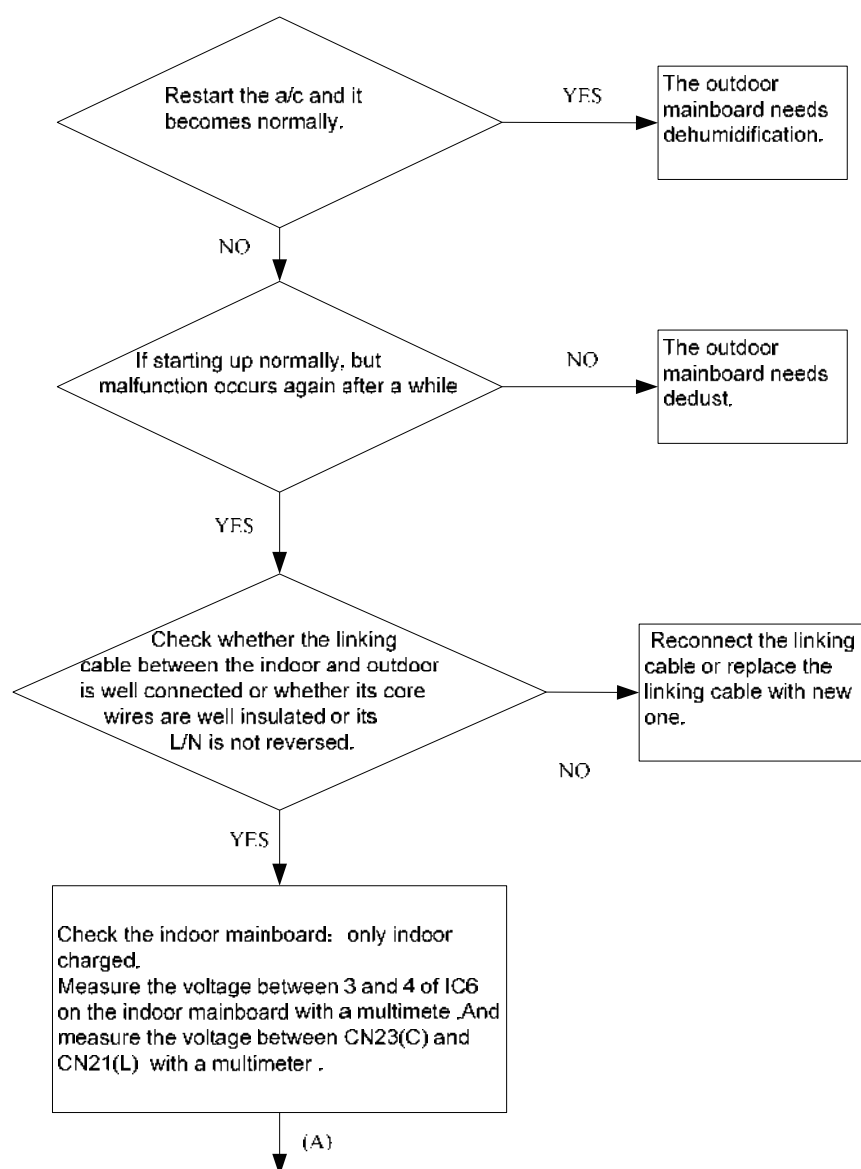 Restart the a/c and it
becomes normally.
YES
The outdoor
mainboard needs
dehumidification.
NO
If starting up normally, but
malfunction occurs again after a while
NO
The outdoor
mainboard needs
dedust.
YES
Check whether the linking
cable between the indoor and outdoor
is well connected or whether its core
wires are well insulated or its
L/N is not reversed.
NO
Reconnect the linking
cable or replace the
linking cable with new
one.
YES
Check the indoor mainboard: only indoor
charged.
Measure the voltage between 3 and 4 of IC6
on the indoor mainboard with a multimete .And
measure the voltage between CN23(C) and
CN21(L) with a multimeter .
(A)